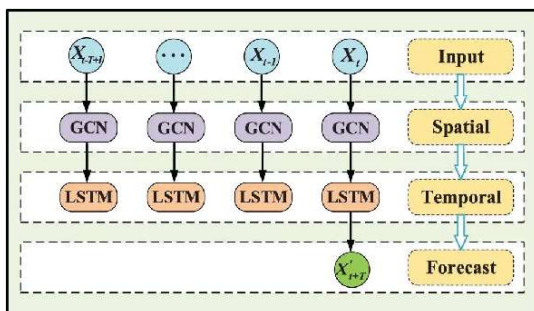 X_{t-T+1} ... X_{t-1} X_t Input
GCN GCN GCN GCN Spatial
LSTM LSTM LSTM LSTM Temporal
X'_{t+T} Forecast